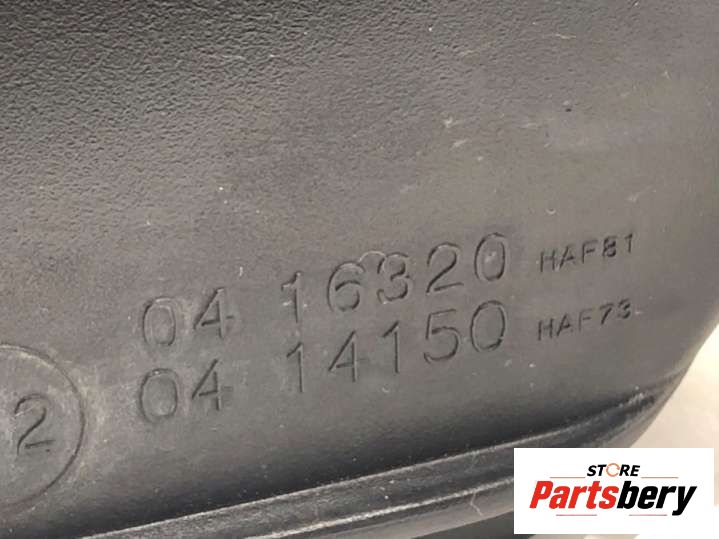 04 16320 HAF81
04 14150 HAF73
2
STORE
Partsbery